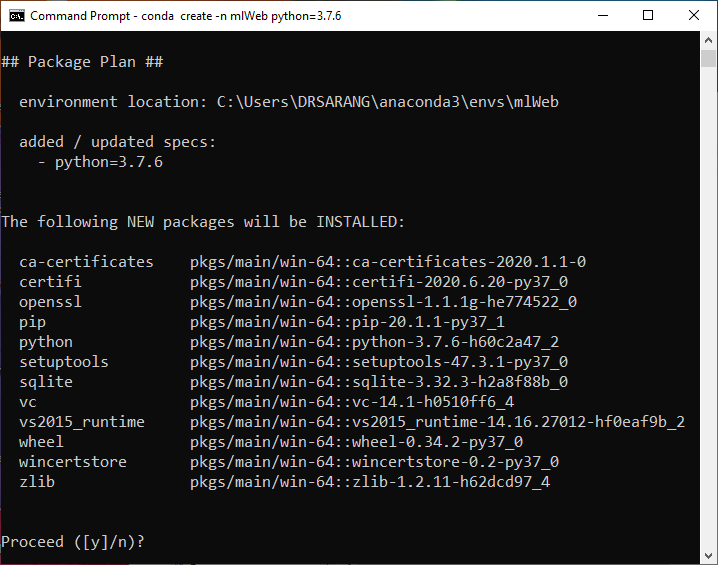 Command Prompt - conda  create -n mlWeb python=3.7.6
## Package Plan ##
environment location: C:\Users\DRSARANG\anaconda3\envs\mlWeb
added / updated specs:
- python=3.7.6
The following NEW packages will be INSTALLED:
ca-certificates    pkgs/main/win-64::ca-certificates-2020.1.1-0
certifi            pkgs/main/win-64::certifi-2020.6.20-py37_0
openssl            pkgs/main/win-64::openssl-1.1.1g-he774522_0
pip                pkgs/main/win-64::pip-20.1.1-py37_1
python             pkgs/main/win-64::python-3.7.6-h60c2a47_2
setuptools         pkgs/main/win-64::setuptools-47.3.1-py37_0
sqlite             pkgs/main/win-64::sqlite-3.32.3-h2a8f88b_0
vc                 pkgs/main/win-64::vc-14.1-h0510ff6_4
vs2015_runtime     pkgs/main/win-64::vs2015_runtime-14.16.27012-hf0eaf9b_2
wheel              pkgs/main/win-64::wheel-0.34.2-py37_0
wincertstore       pkgs/main/win-64::wincertstore-0.2-py37_0
zlib               pkgs/main/win-64::zlib-1.2.11-h62dcd97_4
Proceed ([y]/n)?